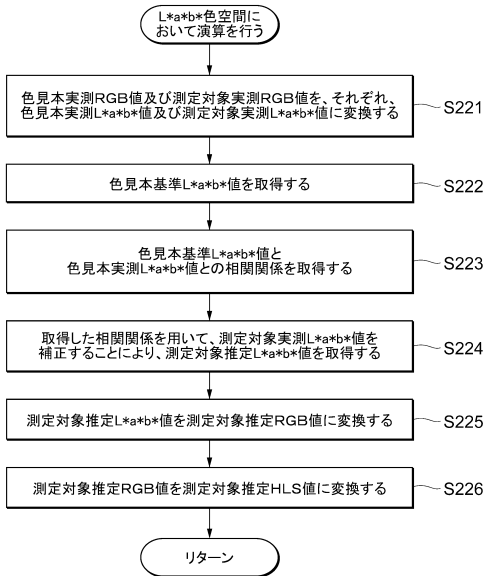 L*a*b*色空間に
おいて演算を行う
色見本実測RGB値及び測定対象実測RGB値を、それぞれ、
色見本実測L*a*b*値及び測定対象実測L*a*b*値に変換する
S221
色見本基準L*a*b*値を取得する
S222
色見本基準L*a*b*値と
色見本実測L*a*b*値との相関関係を取得する
S223
取得した相関関係を用いて、測定対象実測L*a*b*値を
補正することにより、測定対象推定L*a*b*値を取得する
S224
測定対象推定L*a*b*値を測定対象推定RGB値に変換する
S225
測定対象推定RGB値を測定対象推定HLS値に変換する
S226
リターン